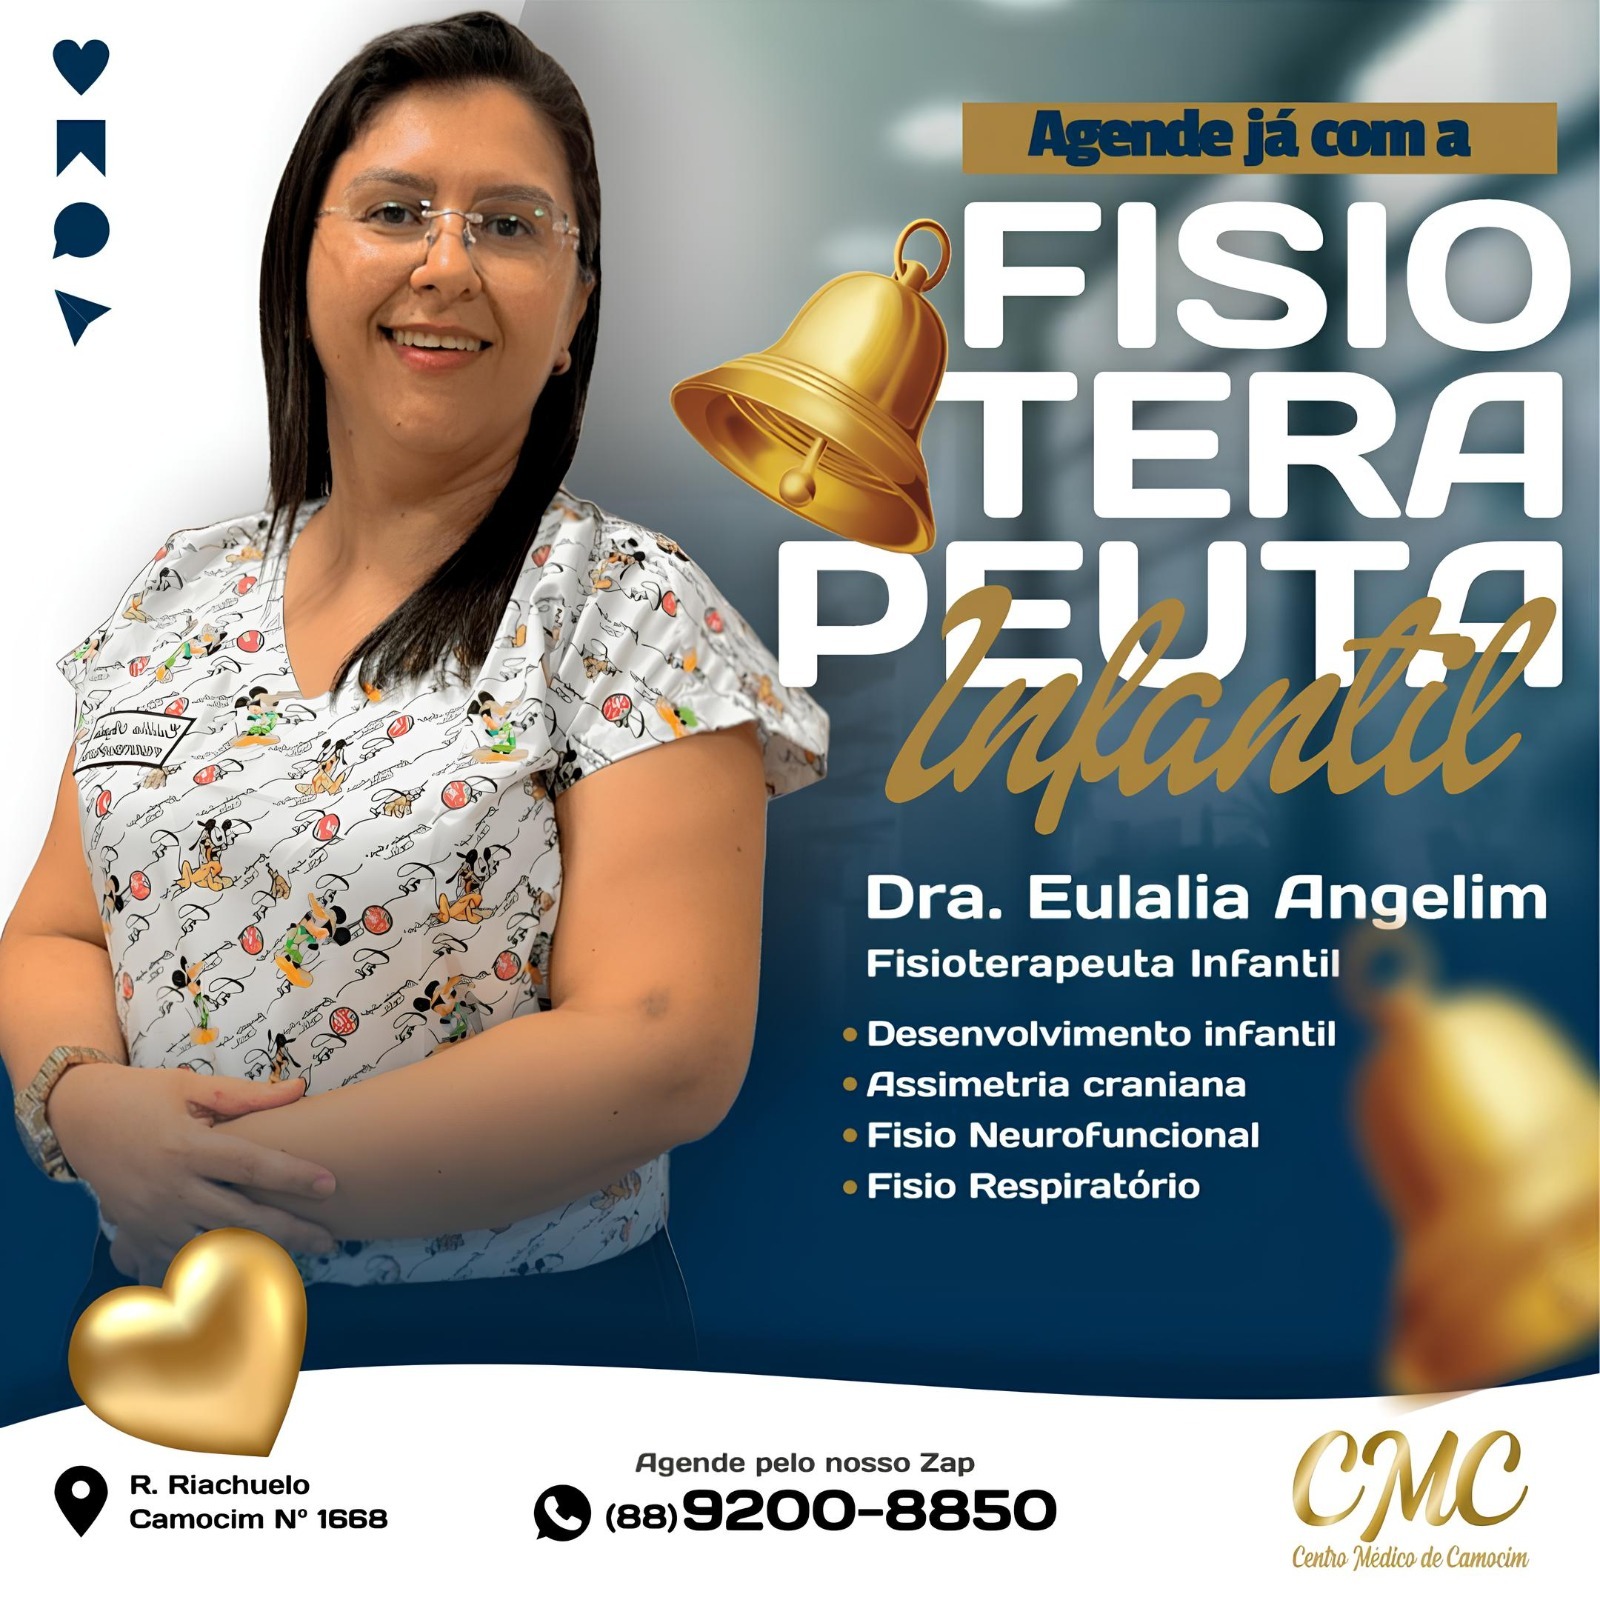 Agende já com a
FISIO
TERA
PEUTA
Infantil
Dra. Eulalia Angelim
Fisioterapeuta Infantil
• Desenvolvimento infantil
• Assimetria craniana
• Fisio Neurofuncional
• Fisio Respiratório
R. Riachuelo
Camocim Nº 1668
Agende pelo nosso Zap
(88) 9200-8850
CMC
Centro Médico de Camocim